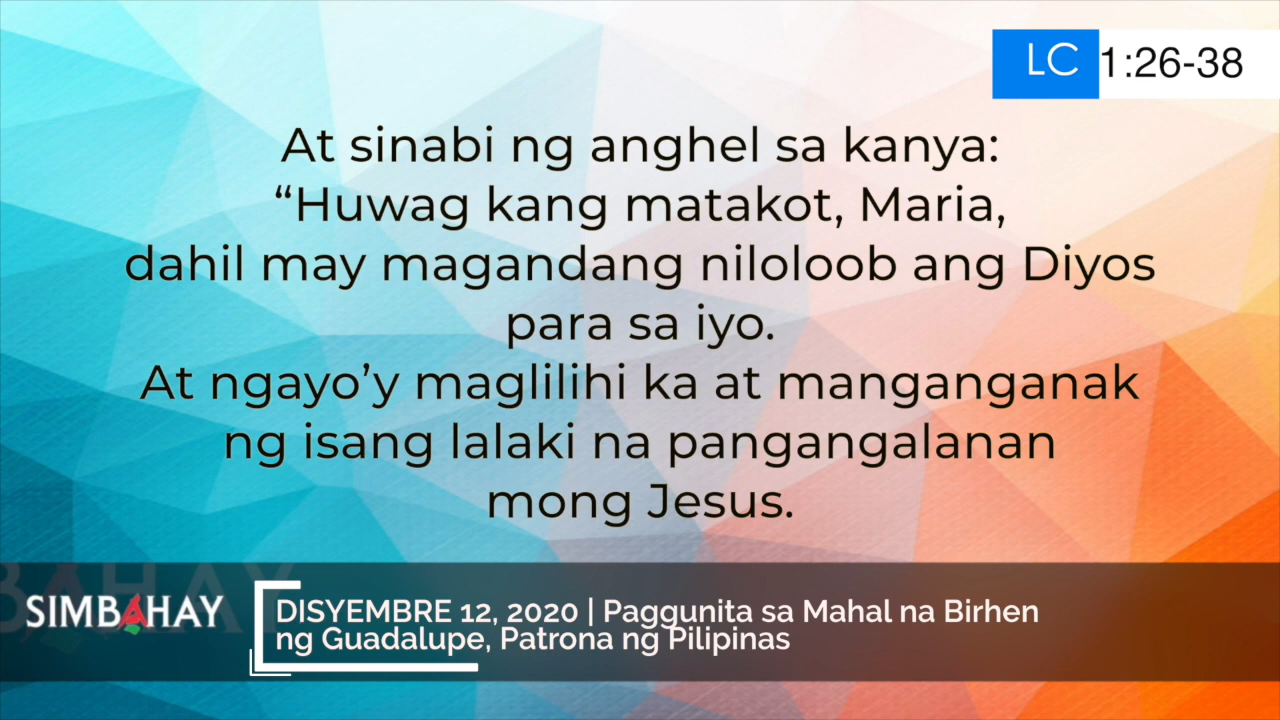 LC 1:26-38
At sinabi ng anghel sa kanya:
“Huwag kang matakot, Maria,
dahil may magandang niloloob ang Diyos
para sa iyo.
At ngayo’y maglilihi ka at manganganak
ng isang lalaki na pangangalanan
mong Jesus.
SIMBAHAY
DISYEMBRE 12, 2020 | Paggunita sa Mahal na Birhen
ng Guadalupe, Patrona ng Pilipinas